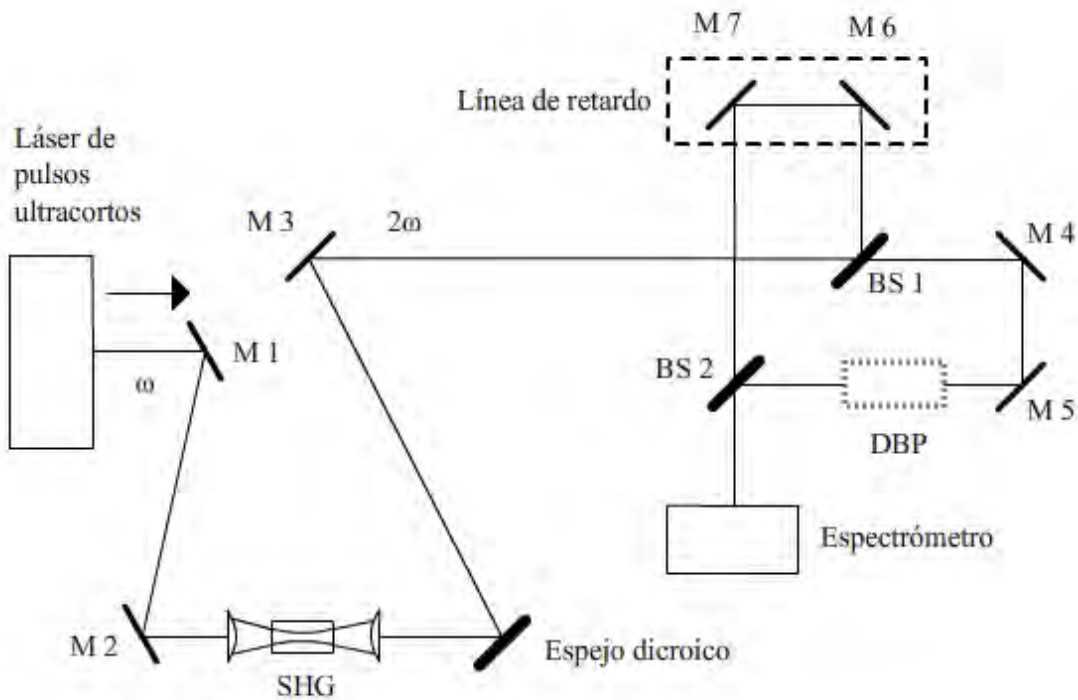 M 7
M 6
Línea de retardo
Láser de
pulsos
ultracortos
M 3
2ω
M 4
BS 1
M 1
ω
BS 2
M 5
DBP
Espectrómetro
M 2
SHG
Espejo dicroico